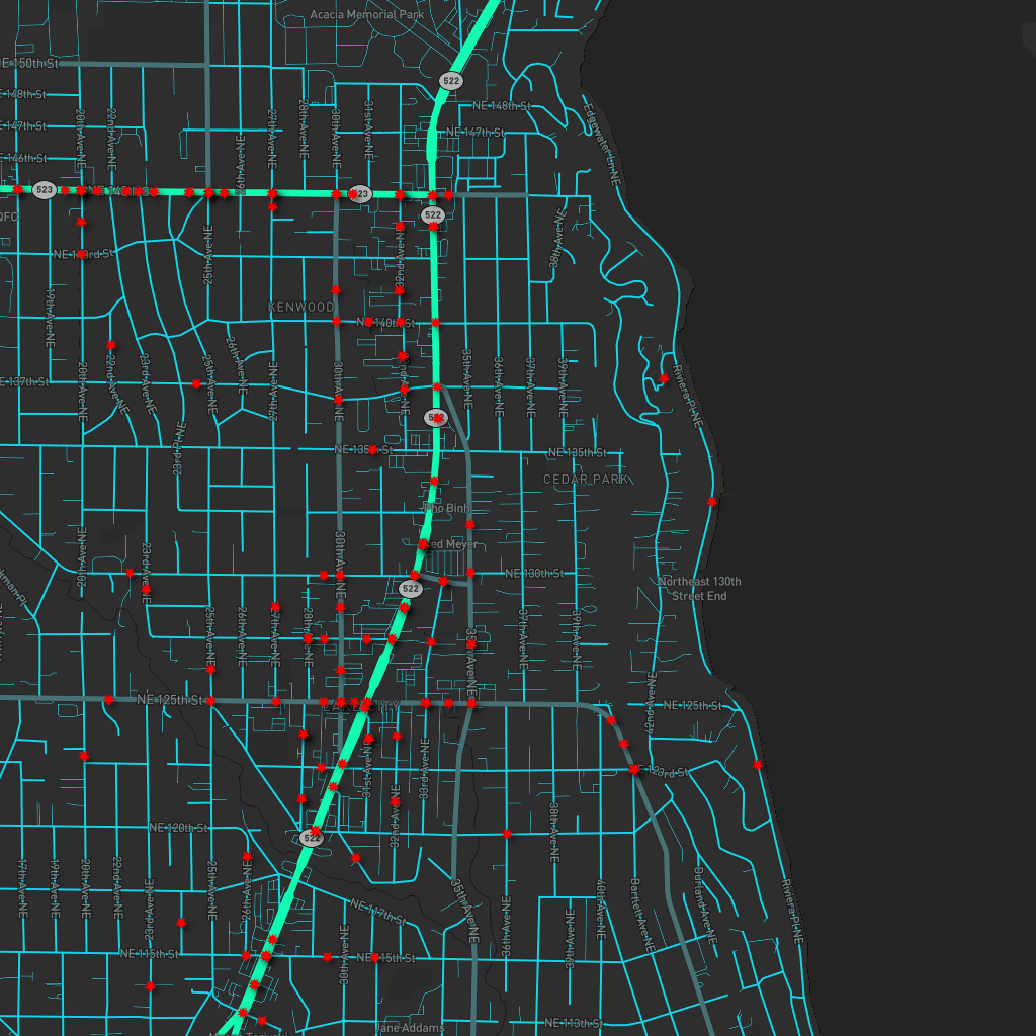 Acacia Memorial Park
NE 150th St
522
NE 148th St
NE 148th St
NE 147th St
NE 147th St
NE 146th St
20th Ave NE
22nd Ave NE
27th Ave NE
28th Ave NE
30th Ave NE
31st Ave NE
26th Ave NE
Edgewater Ln NE
523
523
522
QFC
25th Ave NE
32nd Ave NE
38th Ave NE
KENWOOD
19th Ave NE
NE 140th St
NE 137th St
20th Ave NE
22nd Ave NE
23rd Ave NE
25th Ave NE
26th Ave NE
27th Ave NE
30th Ave NE
35th Ave NE
36th Ave NE
37th Ave NE
39th Ave NE
Riviera Pl NE
23rd Pl NE
NE 135th St
NE 135th St
CEDAR PARK
Pho Binh
Fred Meyer
20th Ave NE
23rd Ave NE
30th Ave NE
NE 130th St
522
Northeast 130th
Street End
25th Ave NE
26th Ave NE
27th Ave NE
28th Ave NE
35th Ave NE
37th Ave NE
39th Ave NE
42nd Ave NE
NE 125th St
LAKE CITY
NE 125th St
31st Ave NE
33rd Ave NE
NE 123rd St
32nd Ave NE
38th Ave NE
NE 120th St
522
17th Ave NE
19th Ave NE
20th Ave NE
22nd Ave NE
23rd Ave NE
25th Ave NE
26th Ave NE
NE 117th St
35th Ave NE
36th Ave NE
39th Ave NE
40th Ave NE
Bartlett Ave NE
Durland Ave NE
Riviera Pl NE
NE 115th St
30th Ave NE
NE 115th St
Jane Addams
NE 113th St